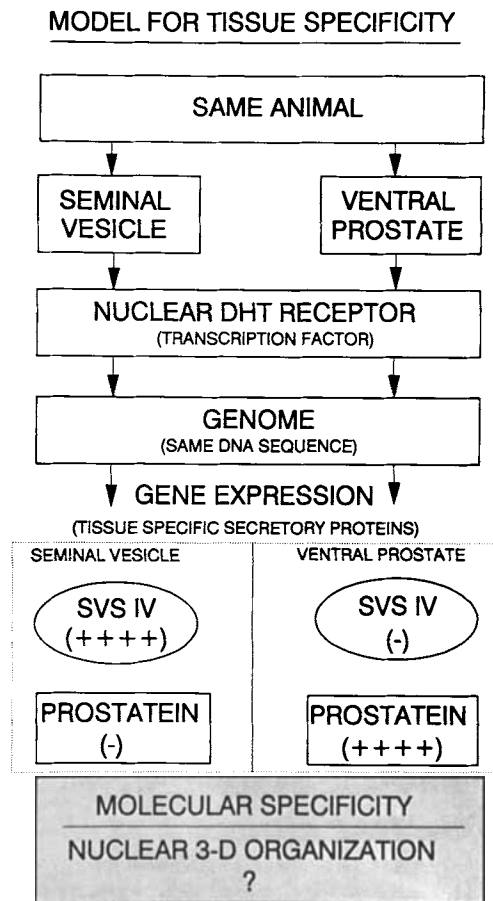 MODEL FOR TISSUE SPECIFICITY
SAME ANIMAL
SEMINAL
VESICLE
VENTRAL
PROSTATE
NUCLEAR DHT RECEPTOR
(TRANSCRIPTION FACTOR)
GENOME
(SAME DNA SEQUENCE)
GENE EXPRESSION
(TISSUE SPECIFIC SECRETORY PROTEINS)
SEMINAL VESICLE
SVS IV
(++++)
PROSTATEIN
(-)
VENTRAL PROSTATE
SVS IV
(-)
PROSTATEIN
(++++)
MOLECULAR SPECIFICITY
NUCLEAR 3-D ORGANIZATION
?